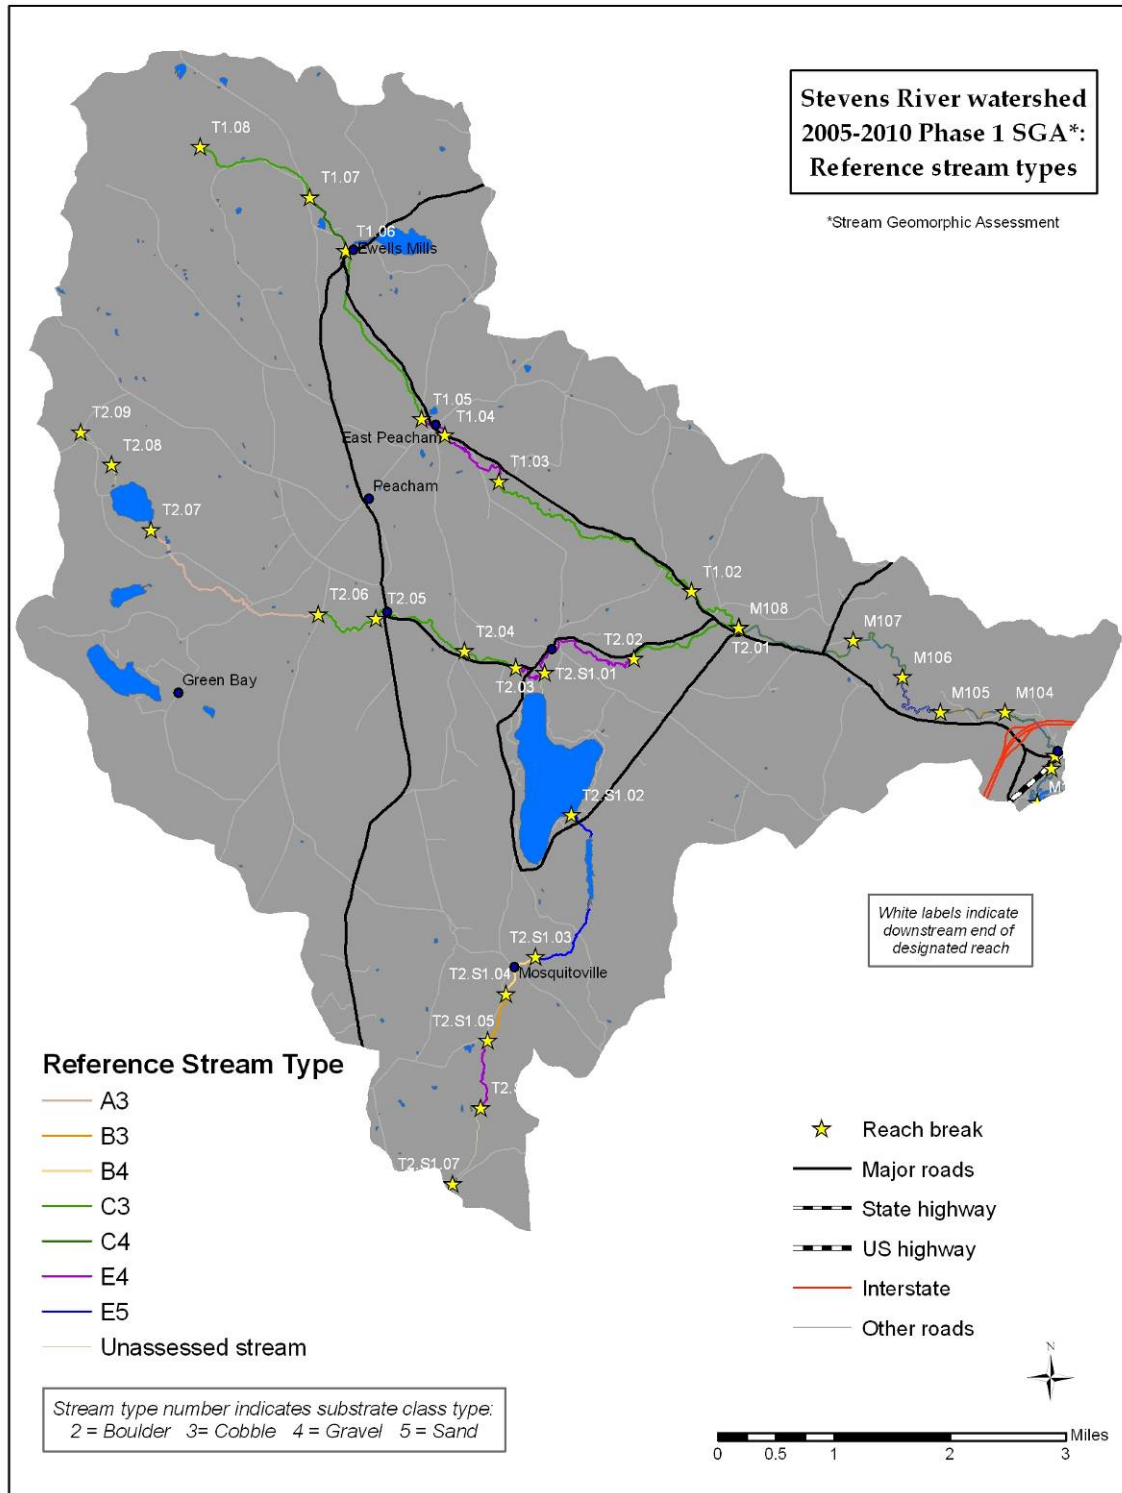 Stevens River watershed
2005-2010 Phase 1 SGA*:
Reference stream types
*Stream Geomorphic Assessment
T1.08
T1.07
T1.06
Ewells Mills
T1.05
T1.04
East Peacham
T1.03
T2.09
T2.08
T2.07
Peacham
T1.02
T2.06
T2.05
M108
M107
T2.04
T2.02
T2.01
M106
T2.03
T2.S1.01
Green Bay
M105
M104
T2.S1.02
White labels indicate
downstream end of
designated reach
T2.S1.03
T2.S1.04
Mosquitoville
T2.S1.05
T2.S1.07
Reference Stream Type
A3
B3
B4
C3
C4
E4
E5
Unassessed stream
Stream type number indicates substrate class type:
2 = Boulder 3= Cobble 4 = Gravel 5 = Sand
Reach break
Major roads
State highway
US highway
Interstate
Other roads
N
Miles
0 0.5 1 2 3